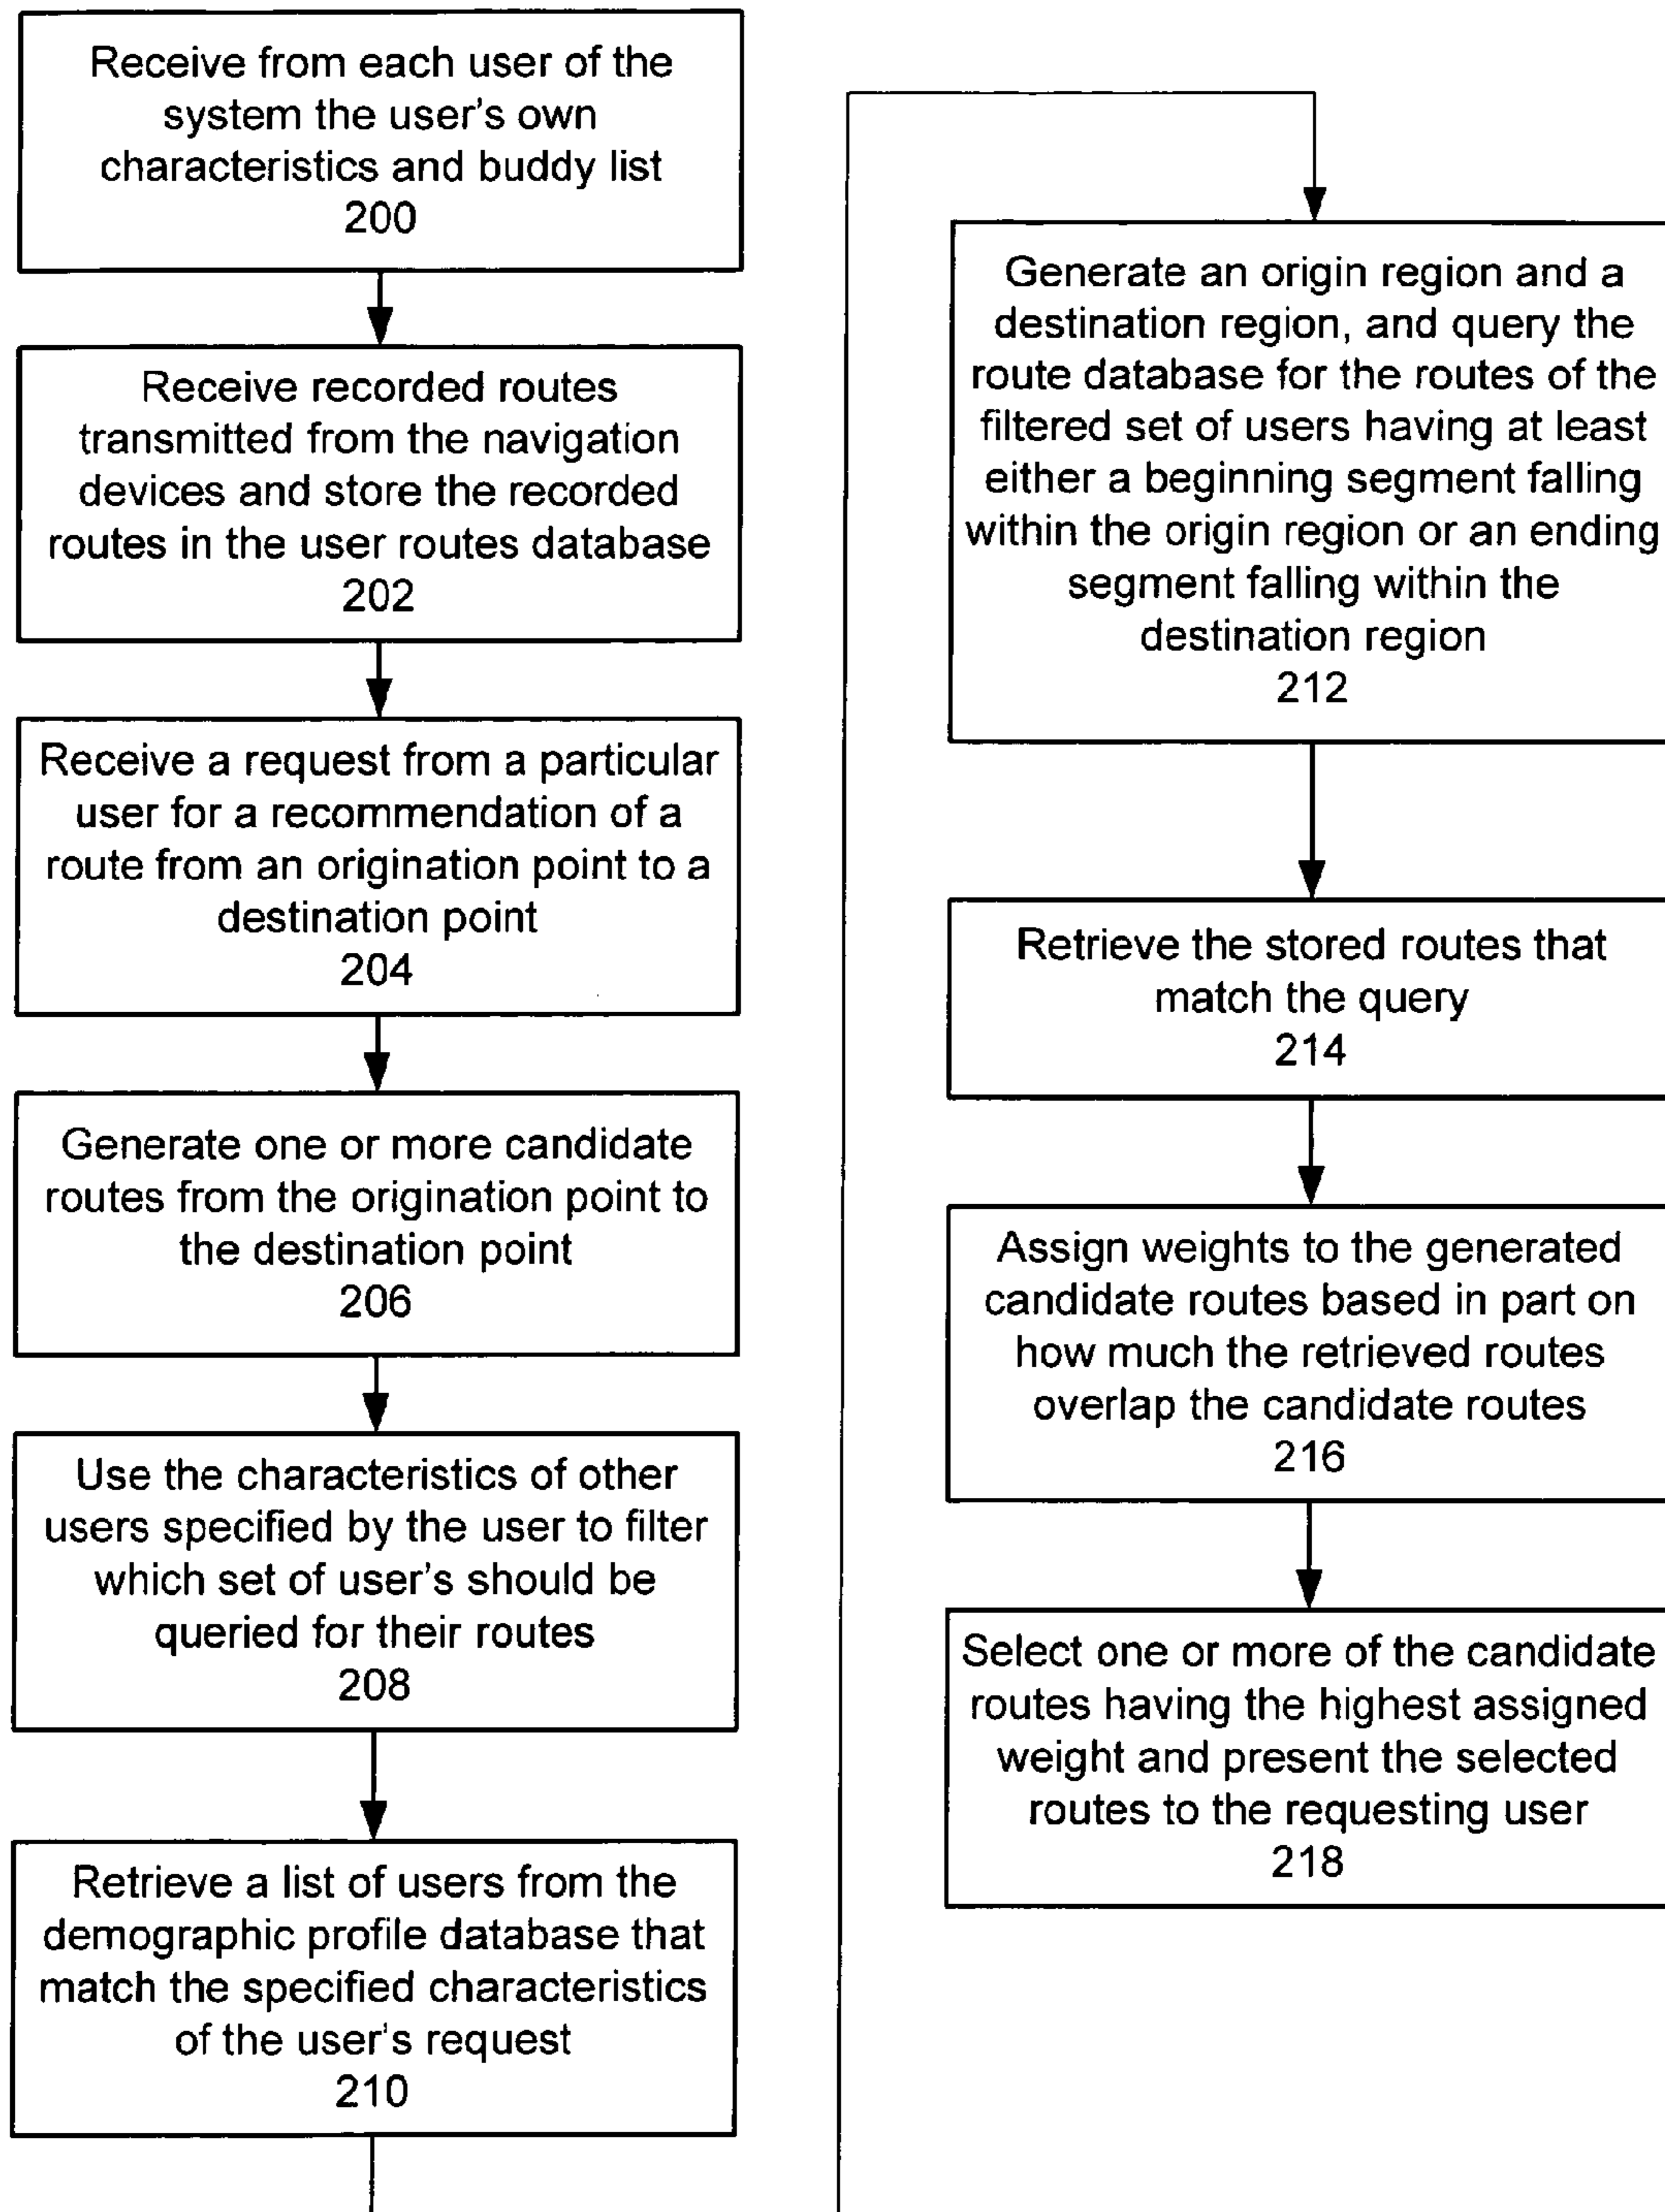 Receive from each user of the
system the user's own
characteristics and buddy list
200
Receive recorded routes
transmitted from the navigation
devices and store the recorded
routes in the user routes database
202
Receive a request from a particular
user for a recommendation of a
route from an origination point to a
destination point
204
Generate one or more candidate
routes from the origination point to
the destination point
206
Use the characteristics of other
users specified by the user to filter
which set of user's should be
queried for their routes
208
Retrieve a list of users from the
demographic profile database that
match the specified characteristics
of the user's request
210
Generate an origin region and a
destination region, and query the
route database for the routes of the
filtered set of users having at least
either a beginning segment falling
within the origin region or an ending
segment falling within the
destination region
212
Retrieve the stored routes that
match the query
214
Assign weights to the generated
candidate routes based in part on
how much the retrieved routes
overlap the candidate routes
216
Select one or more of the candidate
routes having the highest assigned
weight and present the selected
routes to the requesting user
218